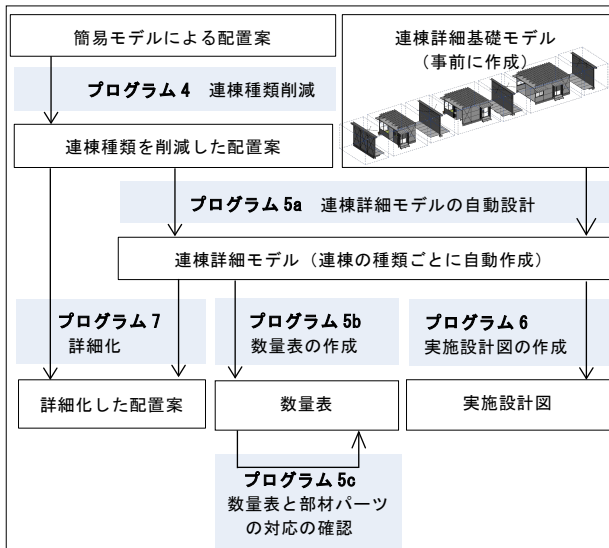 簡易モデルによる配置案
連棟詳細基礎モデル
（事前に作成）
プログラム 4 連棟種類削減
連棟種類を削減した配置案
プログラム 5a 連棟詳細モデルの自動設計
連棟詳細モデル（連棟の種類ごとに自動作成）
プログラム 7
詳細化
プログラム 5b
数量表の作成
プログラム 6
実施設計図の作成
詳細化した配置案
数量表
実施設計図
プログラム 5c
数量表と部材パーツ
の対応の確認